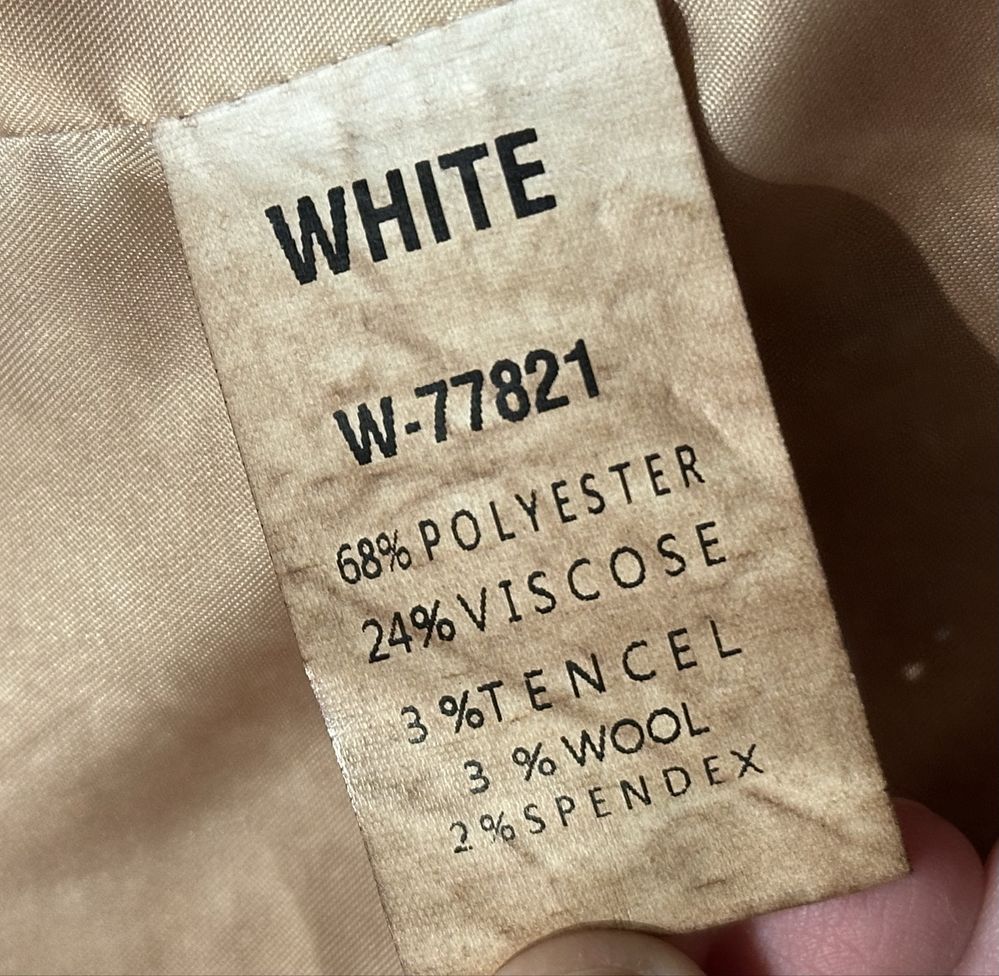 WHITE
W-77821
68% POLYESTER
24% VISCOSE
3 % TENCEL
3 % WOOL
2% SPENDEX